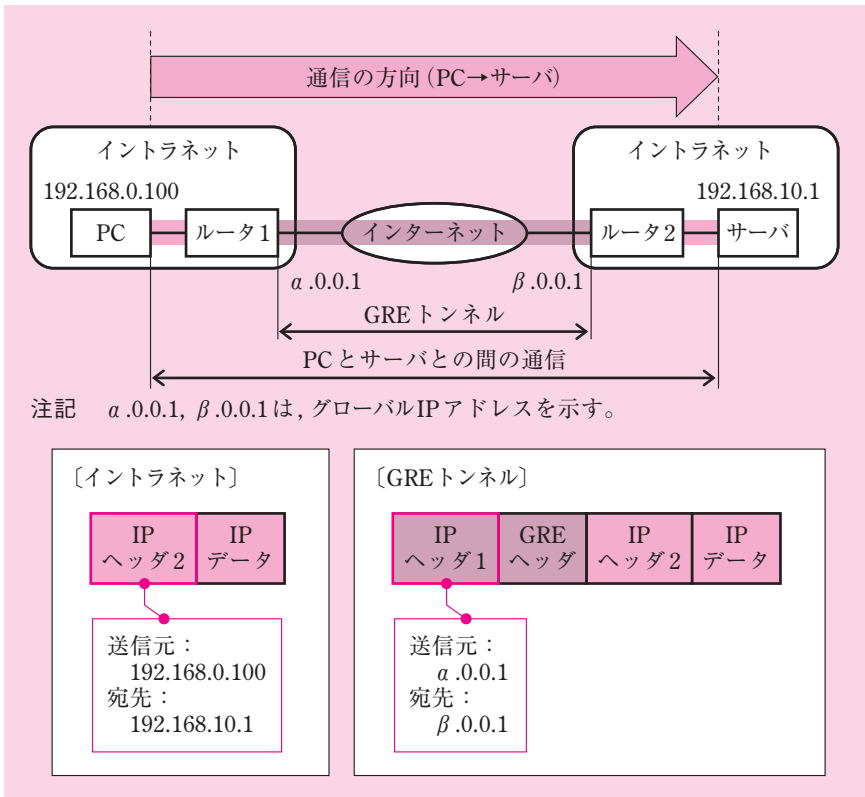 通信の方向(PC→サーバ)
イントラネット
イントラネット
192.168.0.100
192.168.10.1
PC
ルータ1
インターネット
ルータ2
サーバ
α.0.0.1
β.0.0.1
GREトンネル
PCとサーバとの間の通信
注記 α.0.0.1, β.0.0.1は,グローバルIPアドレスを示す。
〔イントラネット〕
IP
ヘッダ2
IP
データ
送信元:
192.168.0.100
宛先:
192.168.10.1
〔GREトンネル〕
IP
ヘッダ1
GRE
ヘッダ
IP
ヘッダ2
IP
データ
送信元:
α.0.0.1
宛先:
β.0.0.1